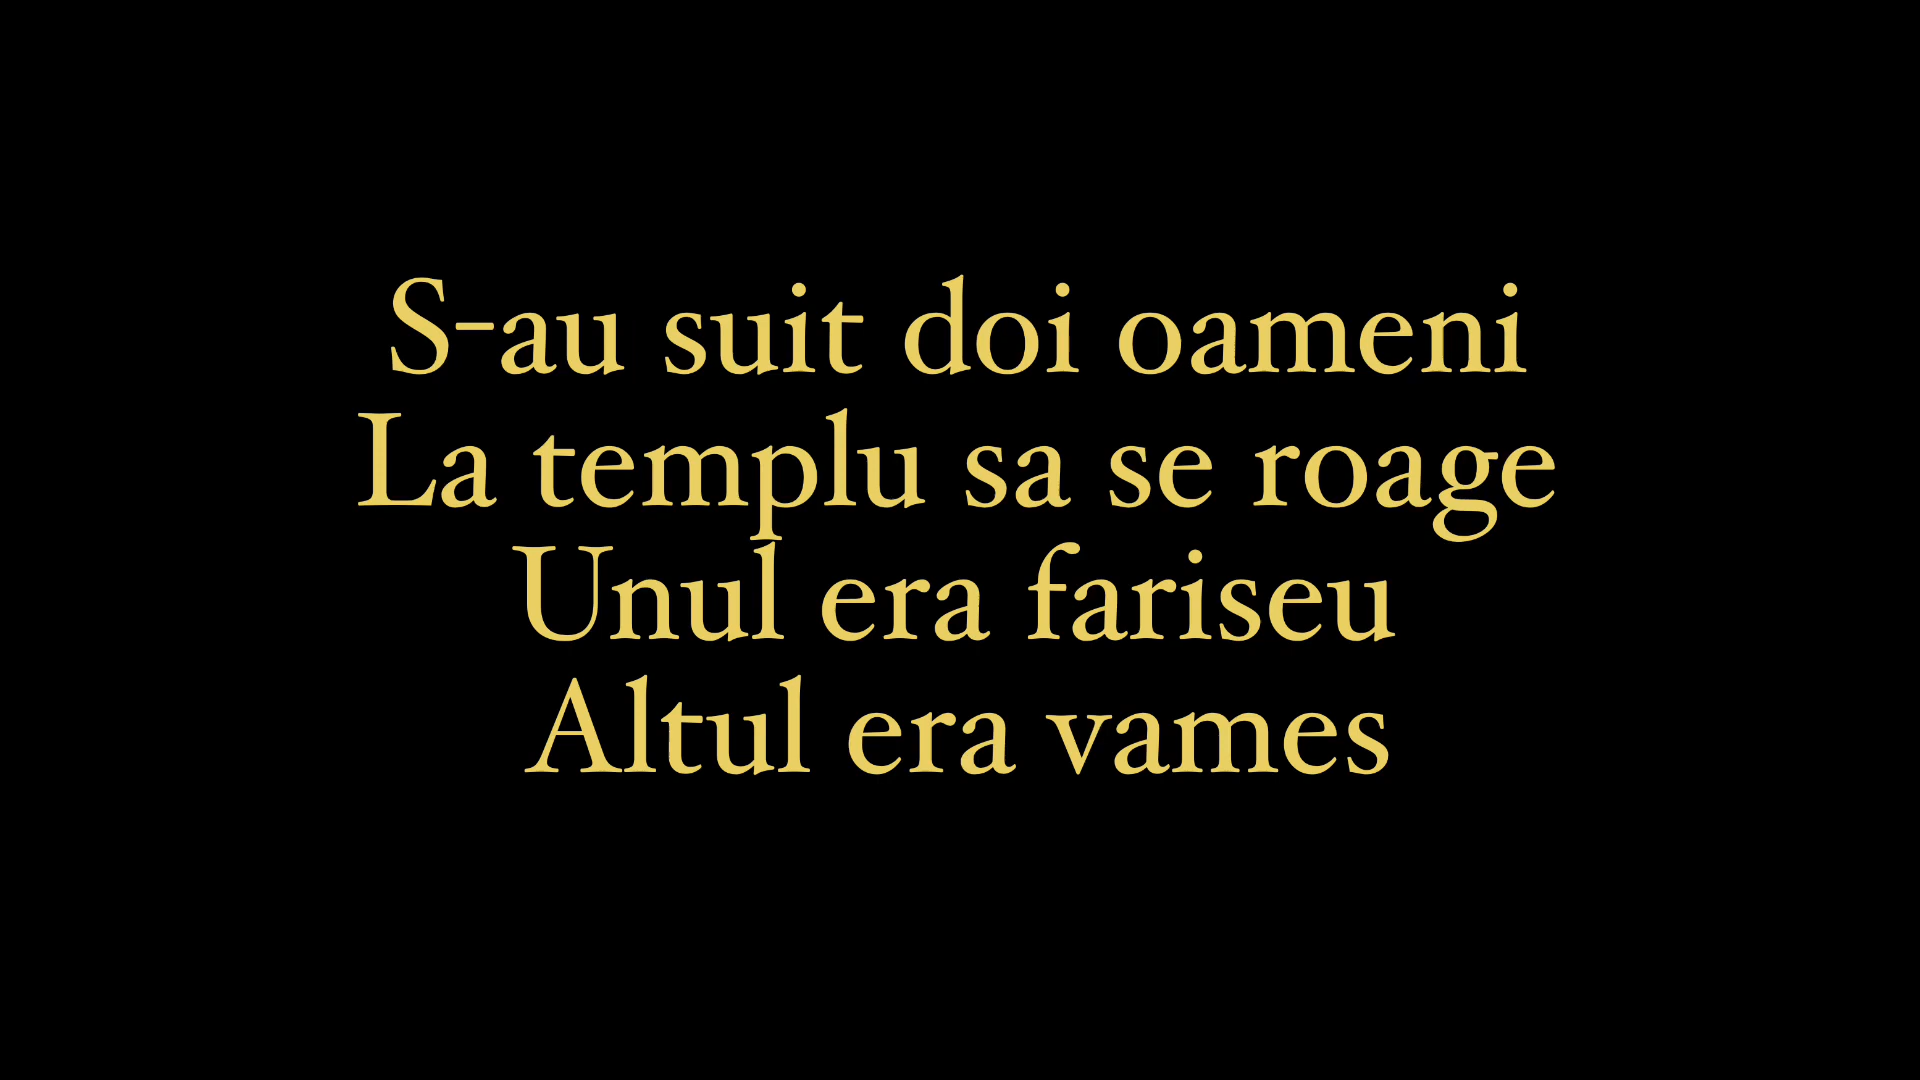 S-au suit doi oameni
La templu sa se roage
Unul era fariseu
Altul era vames